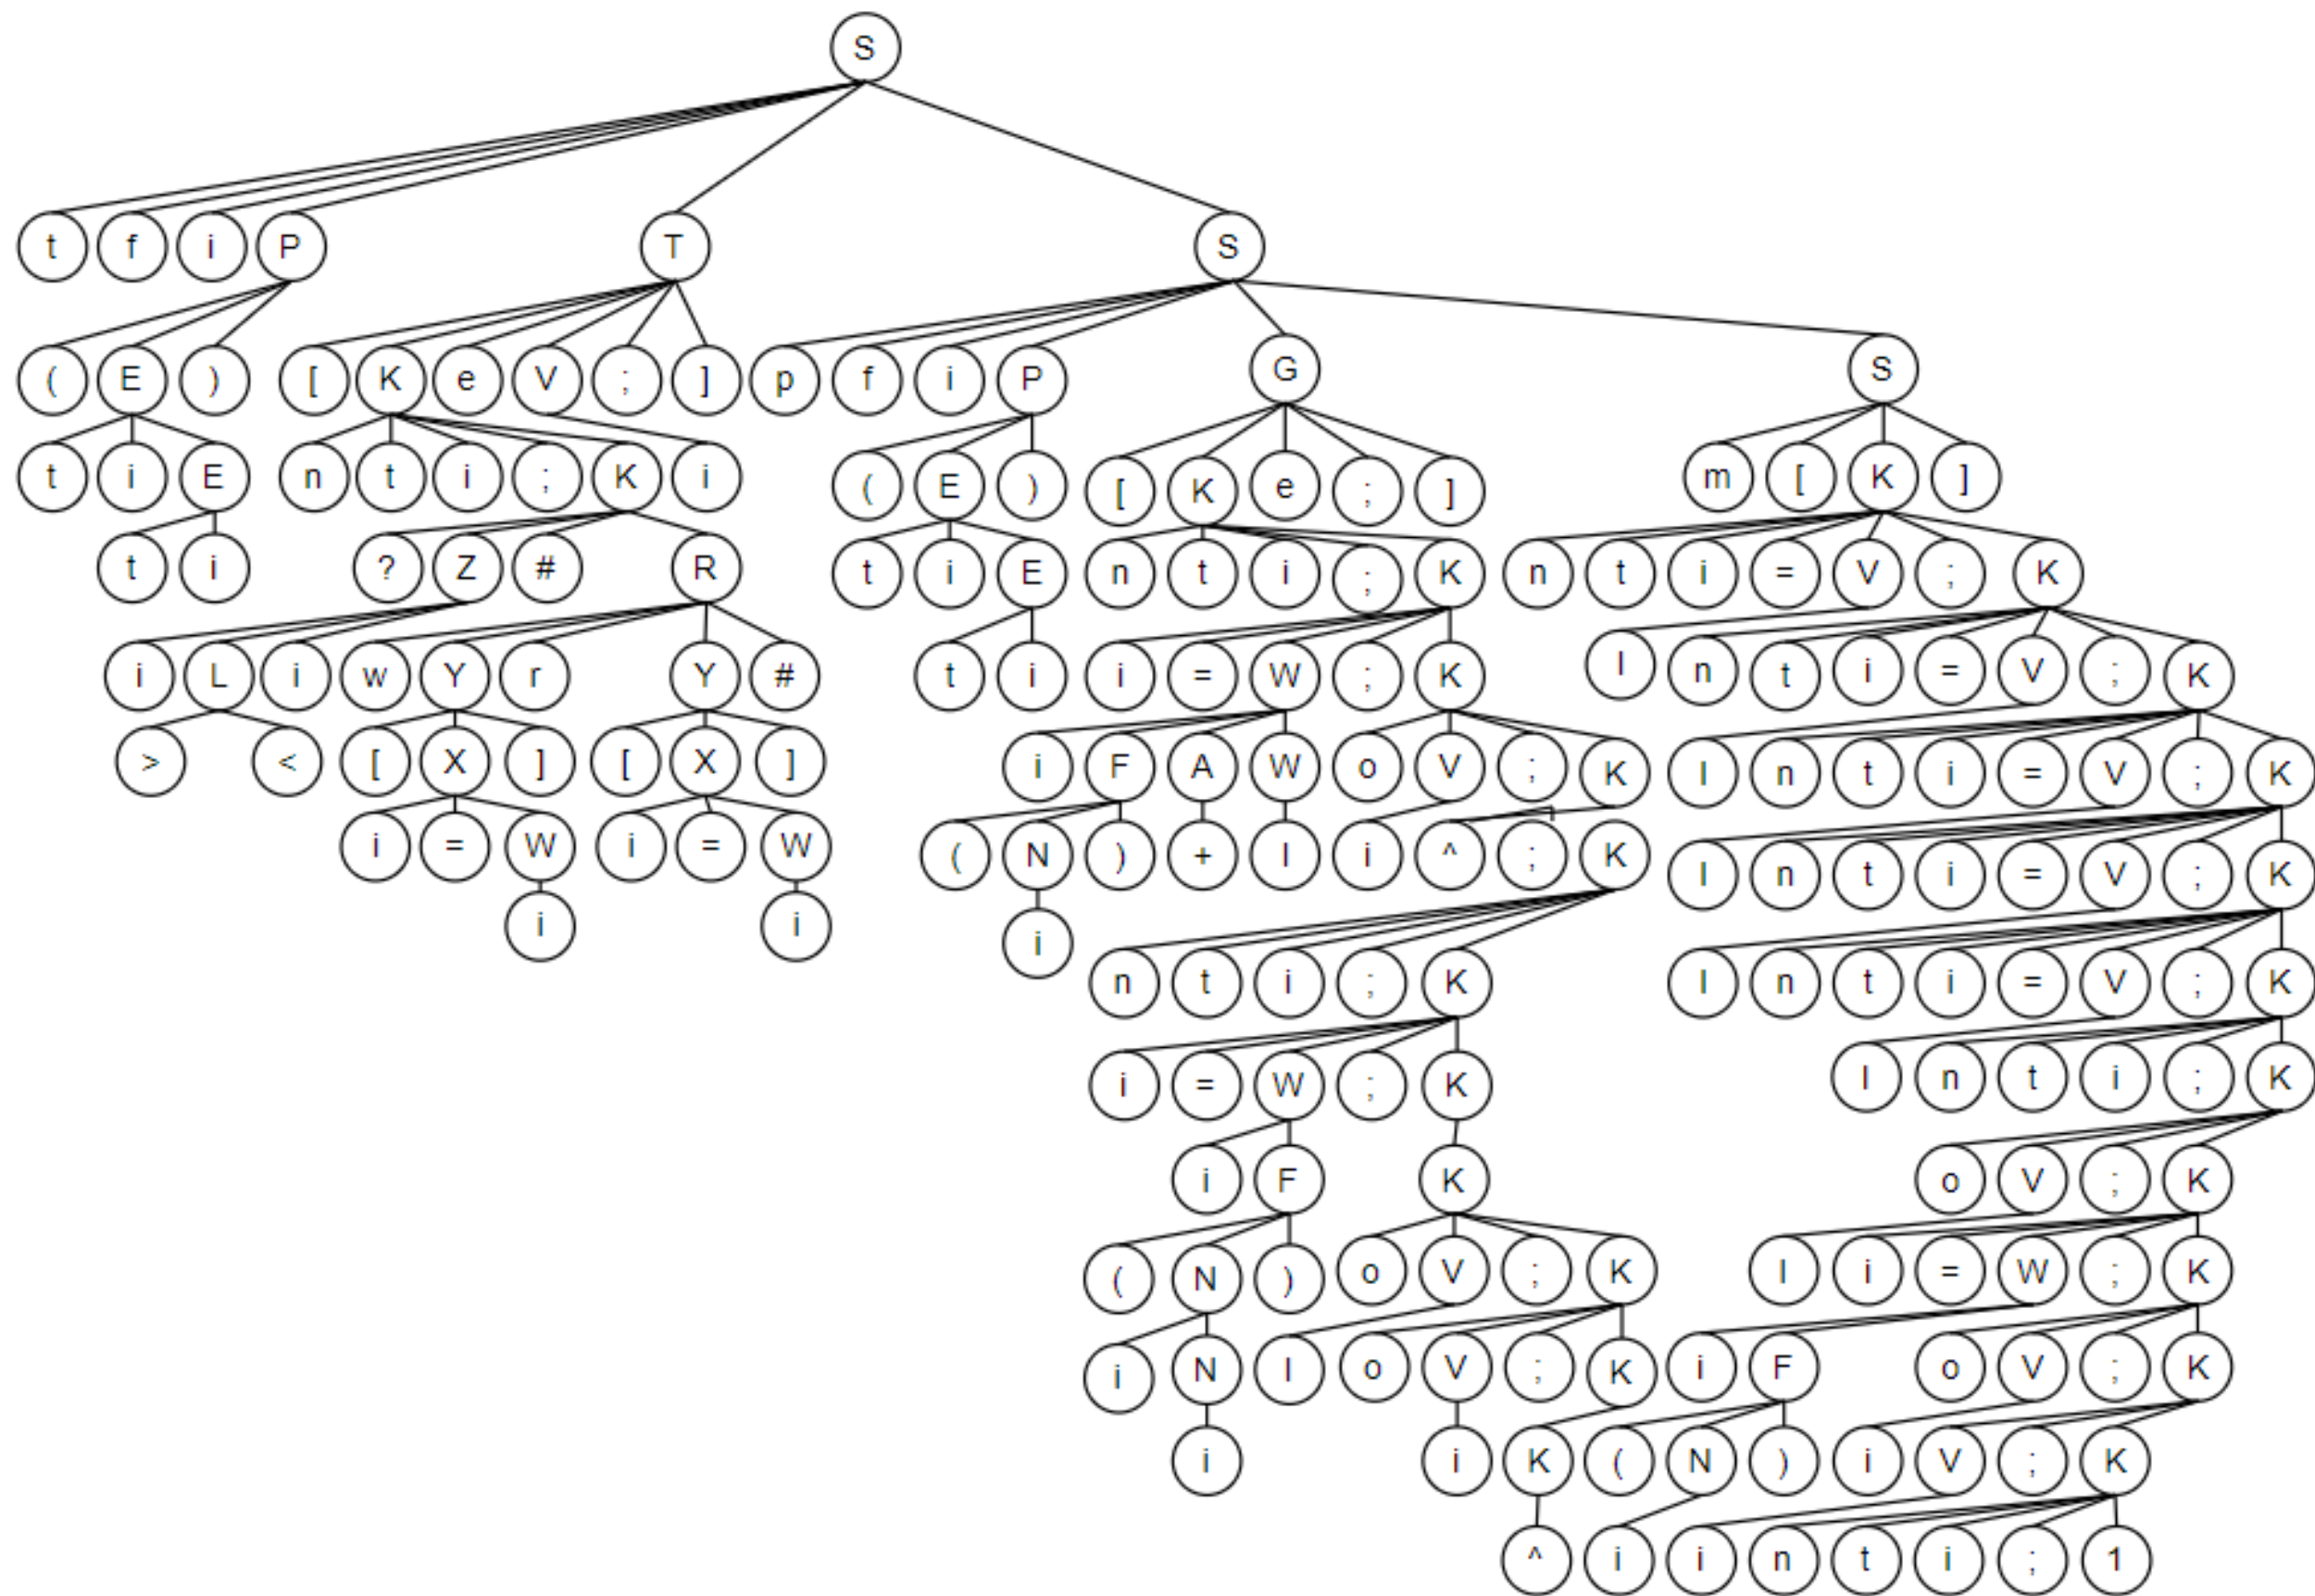 S
t f i P T S
( E ) [ K e V ; ] p f i P G S
t i E n t i ; K i ( E ) [ K e ; ] m [ K ]
t i ? Z # R t i E n t i ; K n t i = V ; K
i L i w Y r Y # t i i = W ; K I n t i = V ; K
> < [ X ] [ X ] i F A W o V ; K I n t i = V ; K
i = W i = W ( N ) + I i ^ ; K I n t i = V ; K
i i i
n t i ; K I n t i = V ; K
i = W ; K I n t i ; K
i F K o V ; K
( N ) o V ; K I i = W ; K
i N I o V ; K i F o V ; K
i i K ( N ) i V ; K
^ i i n t i ; 1